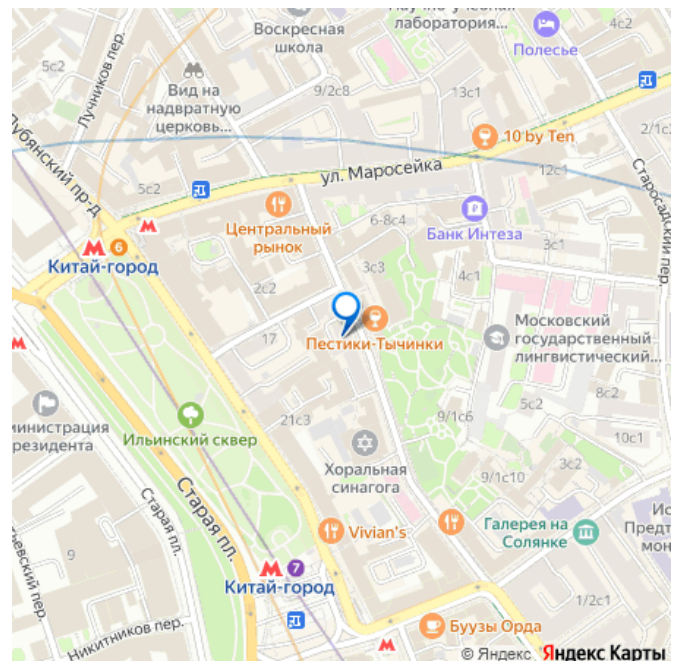 Научно-учебная
лаборатория...
4с2
Воскресная
школа
Полесье
5с2
Лучников пер.
Вид на
надвратную
церковь...
9/2с8
13с1
Лубянский пр-д
10 by Ten
2/1с
5с2
ул. Маросейка
12с1
Старосадский пер.
Центральный
рынок
6-8с4
Банк Интеза
3с1
6
Китай-город
3с3
4с1
2с2
Пестики-Тычинки
17
Московский
государственный
лингвистический...
5с2
8с2
Ильинский сквер
21с3
9/1с6
10с1
Хоральная
синагога
9/1с10
3с2
Старая пл.
Старая пл.
Vivian's
Галерея на
Солянке
9
7
Китай-город
Никитников пер.
1/2с1
Буузы Орда
© Яндекс Яндекс Карты